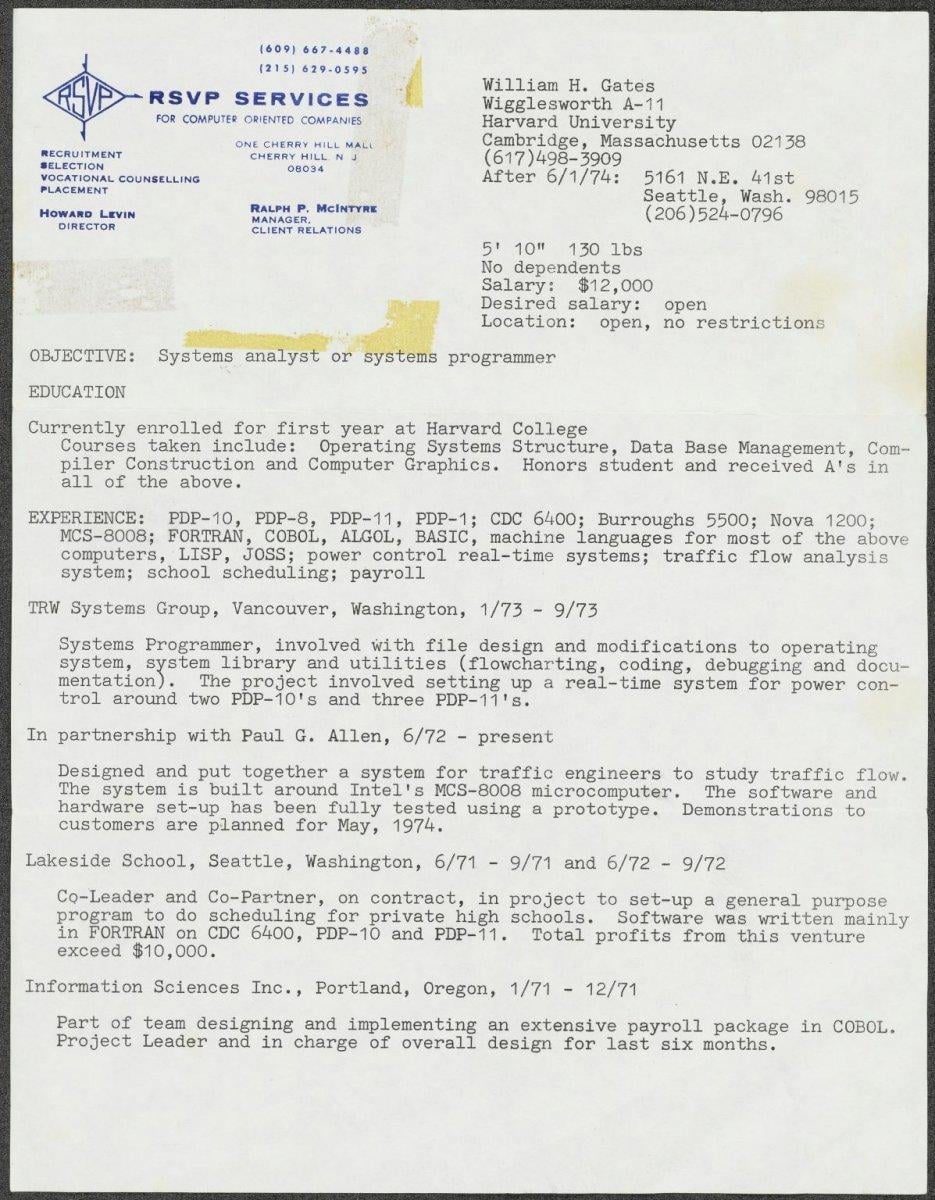 (609) 667-4488
(215) 629-0595
RSVP
RSVP SERVICES
FOR COMPUTER ORIENTED COMPANIES
ONE CHERRY HILL MALL
CHERRY HILL. N J
08034
RECRUITMENT
SELECTION
VOCATIONAL COUNSELLING
PLACEMENT
HOWARD LEVIN
DIRECTOR
RALPH P. MCINTYRE
MANAGER,
CLIENT RELATIONS
William H. Gates
Wigglesworth A-11
Harvard University
Cambridge, Massachusetts 02138
(617)498-3909
After 6/1/74: 5161 N.E. 41st
Seattle, Wash. 98015
(206)524-0796
5' 10" 130 lbs
No dependents
Salary: $12,000
Desired salary: open
Location: open, no restrictions
OBJECTIVE: Systems analyst or systems programmer
EDUCATION
Currently enrolled for first year at Harvard College
Courses taken include: Operating Systems Structure, Data Base Management, Com-
piler Construction and Computer Graphics. Honors student and received A's in
all of the above.
EXPERIENCE: PDP-10, PDP-8, PDP-11, PDP-1; CDC 6400; Burroughs 5500; Nova 1200;
MCS-8008; FORTRAN, COBOL, ALGOL, BASIC, machine languages for most of the above
computers, LISP, JOSS; power control real-time systems; traffic flow analysis
system; school scheduling; payroll
TRW Systems Group, Vancouver, Washington, 1/73 - 9/73
Systems Programmer, involved with file design and modifications to operating
system, system library and utilities (flowcharting, coding, debugging and docu-
mentation). The project involved setting up a real-time system for power con-
trol around two PDP-10's and three PDP-11's.
In partnership with Paul G. Allen, 6/72 - present
Designed and put together a system for traffic engineers to study traffic flow.
The system is built around Intel's MCS-8008 microcomputer. The software and
hardware set-up has been fully tested using a prototype. Demonstrations to
customers are planned for May, 1974.
Lakeside School, Seattle, Washington, 6/71 - 9/71 and 6/72 - 9/72
Co-Leader and Co-Partner, on contract, in project to set-up a general purpose
program to do scheduling for private high schools. Software was written mainly
in FORTRAN on CDC 6400, PDP-10 and PDP-11. Total profits from this venture
exceed $10,000.
Information Sciences Inc., Portland, Oregon, 1/71 - 12/71
Part of team designing and implementing an extensive payroll package in COBOL.
Project Leader and in charge of overall design for last six months.